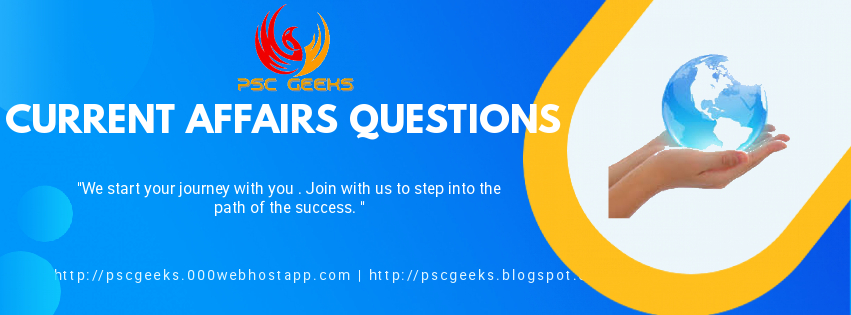 PSC GEEKS
CURRENT AFFAIRS QUESTIONS
"We start your journey with you . Join with us to step into the
path of the success. "
http://pscgeeks.000webhostapp.com | http://pscgeeks.blogspot.